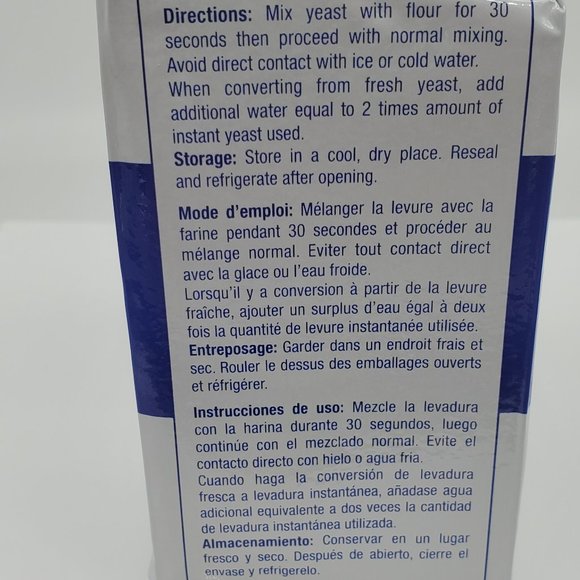 Directions: Mix yeast with flour for 30
seconds then proceed with normal mixing.
Avoid direct contact with ice or cold water.
When converting from fresh yeast, add
additional water equal to 2 times amount of
instant yeast used.
Storage: Store in a cool, dry place. Reseal
and refrigerate after opening.
Mode d'emploi: Mélanger la levure avec la
farine pendant 30 secondes et procéder au
mélange normal. Eviter tout contact direct
avec la glace ou l'eau froide.
Lorsqu'il y a conversion à partir de la levure
fraîche, ajouter un surplus d'eau égal à deux
fois la quantité de levure instantanée utilisée.
Entreposage: Garder dans un endroit frais et
sec. Rouler le dessus des emballages ouverts
et réfrigérer.
Instrucciones de uso: Mezcle la levadura
con la harina durante 30 segundos, luego
continúe con el mezclado normal. Evite el
contacto directo con hielo o agua fria.
Cuando haga la conversión de levadura
fresca a levadura instantánea, añadase agua
adicional equivalente a dos veces la cantidad
de levadura instantánea utilizada.
Almacenamiento: Conservar en un lugar
fresco y seco. Después de abierto, cierre el
envase y refrigerelo.